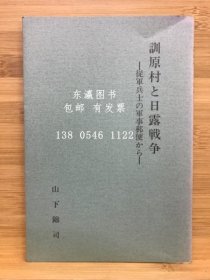 訓原村と日露戦争
―従軍兵士の軍事郵便から―
山下錦司
东瀛图书
包邮 有发票
138 0546 1122